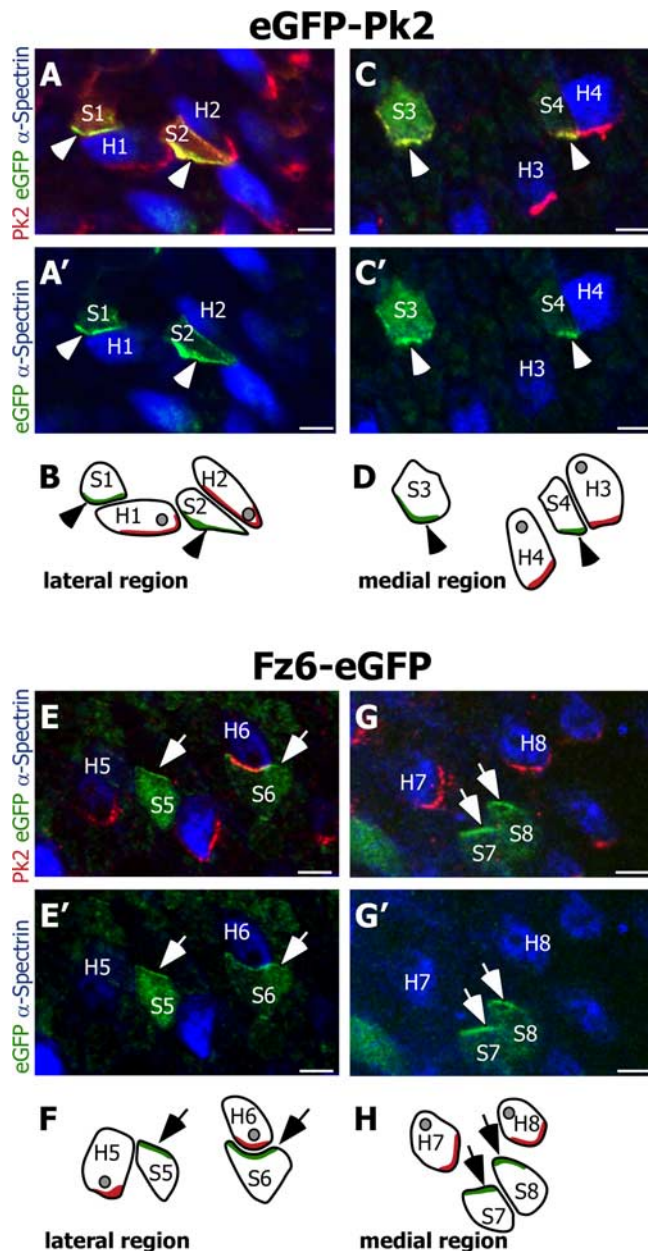 eGFP-Pk2
Pk2 eGFP α-Spectrin
A
S1
H1
H2
S2
C
S3
S4
H4
H3
eGFP α-Spectrin
A'
S1
H1
H2
S2
C'
S3
S4
H4
H3
B
S1
H1
S2
H2
lateral region
D
S3
S4
H3
H4
medial region
Fz6-eGFP
Pk2 eGFP α-Spectrin
E
H5
S5
H6
S6
G
H7
H8
S7
S8
eGFP α-Spectrin
E'
H5
S5
H6
S6
G'
H7
H8
S7
S8
F
H5
S5
H6
S6
lateral region
H
H7
H8
S7
S8
medial region